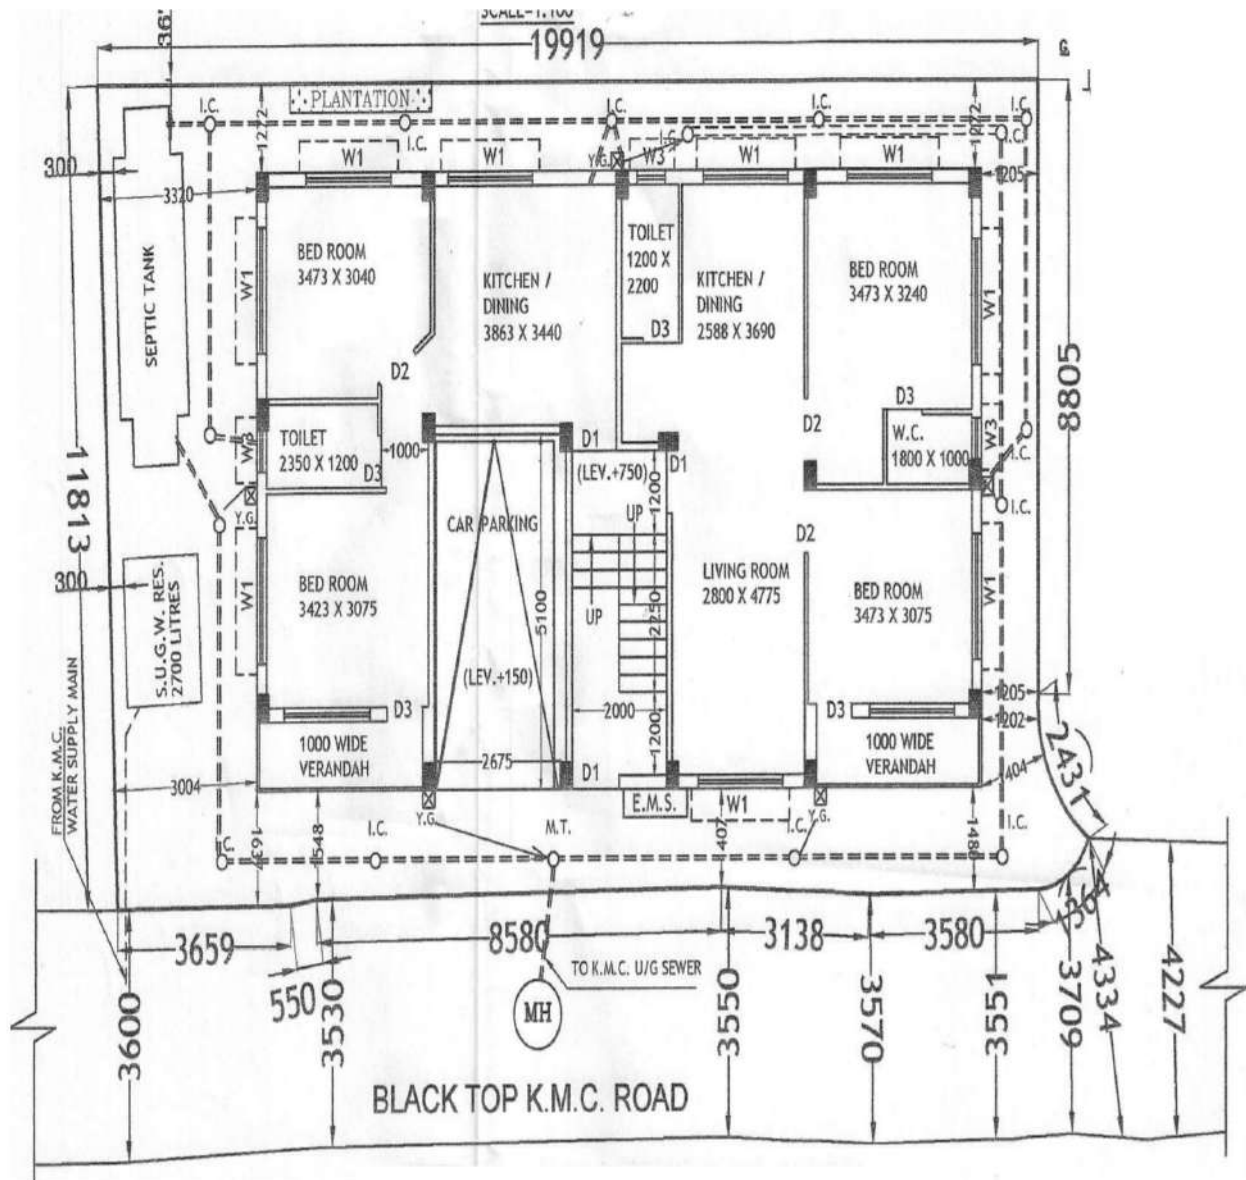 SCALE-1:100
19919
PLANTATION
I.C.
I.C.
I.C.
I.C.
I.C.
I.C.
I.C.
1272
1272
300
3320
W1
W1
Y.G.
W3
W1
W1
1205
SEPTIC TANK
W1
BED ROOM
3473 X 3040
KITCHEN /
DINING
3863 X 3440
TOILET
1200 X
2200
D3
KITCHEN /
DINING
2588 X 3690
BED ROOM
3473 X 3240
W1
8805
D2
D3
11813
W3
TOILET
2350 X 1200
D3
1000
D1
(LEV.+750)
D1
D2
W.C.
1800 X 1000
W3
I.C.
Y.G.
1200
UP
I.C.
CAR PARKING
D2
300
S.U.G.W. RES.
2700 LITRES
W1
BED ROOM
3423 X 3075
5100
UP
2250
LIVING ROOM
2800 X 4775
BED ROOM
3473 X 3075
W1
(LEV.+150)
1205
FROM K.M.C.
WATER SUPPLY MAIN
D3
2000
D3
1202
1000 WIDE
VERANDAH
2675
1200
1000 WIDE
VERANDAH
2431
3004
D1
404
E.M.S.
W1
Y.G.
I.C.
M.T.
I.C.
Y.G.
I.C.
3659
8580
3138
3580
550
TO K.M.C. U/G SEWER
MH
3600
3530
3550
3570
3551
3709
4334
4227
BLACK TOP K.M.C. ROAD